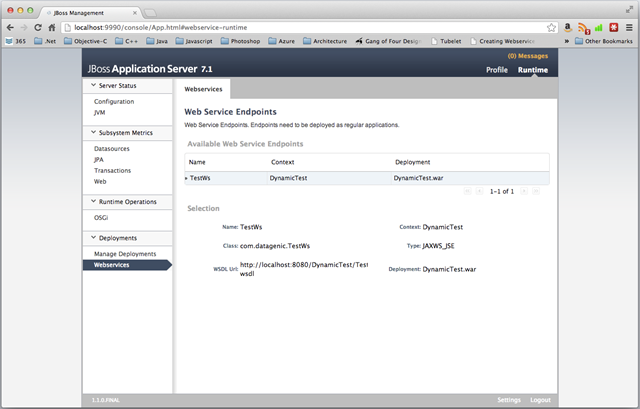 JBoss Management
localhost:9990/console/App.html#webservice-runtime
365 .Net Objective-C C++ Java Javascript Photoshop Azure Architecture Gang of Four Design Tubelet Creating Webservice » Other Bookmarks
(0) Messages
JBoss Application Server 7.1
Profile Runtime
Server Status
Configuration
JVM
Subsystem Metrics
Datasources
JPA
Transactions
Web
Runtime Operations
OSGi
Deployments
Manage Deployments
Webservices
Webservices
Web Service Endpoints
Web Service Endpoints. Endpoints need to be deployed as regular applications.
Available Web Service Endpoints
Name Context Deployment
TestWs DynamicTest DynamicTest.war
1-1 of 1
Selection
Name: TestWs Context: DynamicTest
Class: com.datagenic.TestWs Type: JAXWS_JSE
WSDL Url: http://localhost:8080/DynamicTest/Test
wsdl
Deployment: DynamicTest.war
1.1.0.FINAL Settings Logout